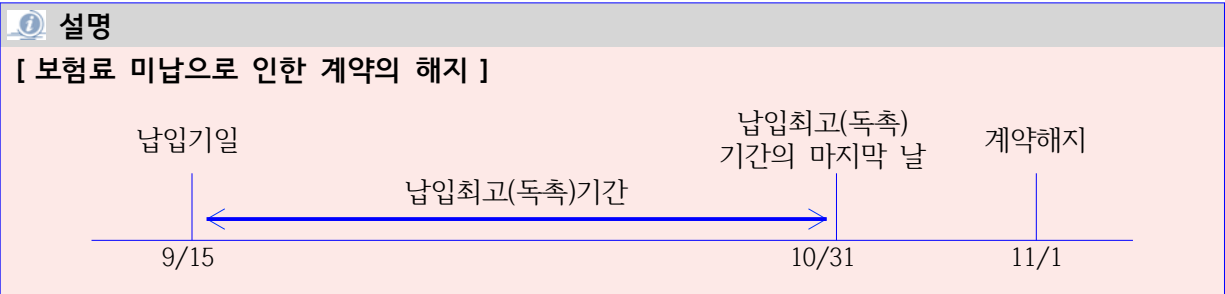 설명
[ 보험료 미납으로 인한 계약의 해지 ]
납입기일
납입최고(독촉)
기간의 마지막 날
계약해지
납입최고(독촉)기간
9/15
10/31
11/1